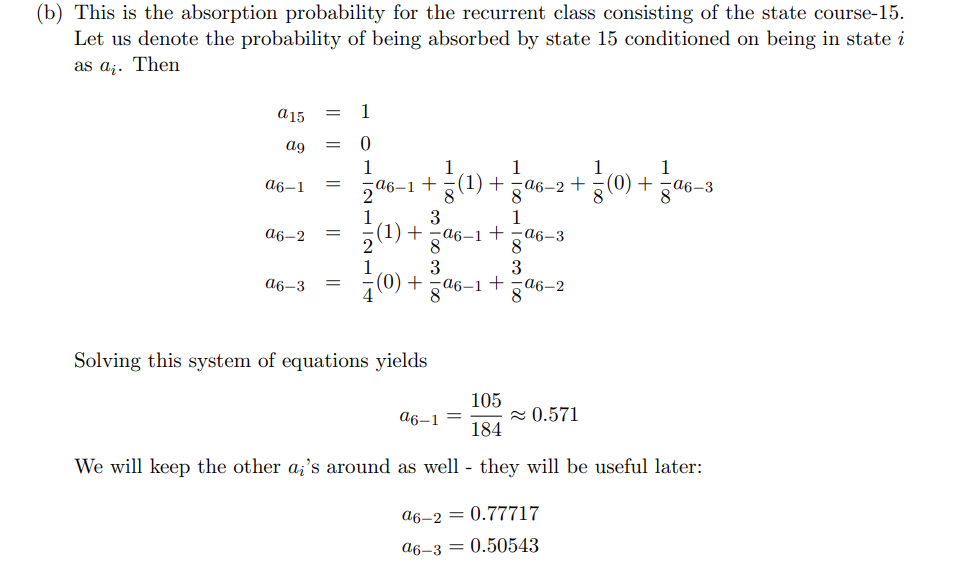 (b) This is the absorption probability for the recurrent class consisting of the state course-15.
Let us denote the probability of being absorbed by state 15 conditioned on being in state i
as a_i. Then
a_{15} = 1
a_9 = 0
a_{6−1} = \frac{1}{2}a_{6−1} + \frac{1}{8}(1) + \frac{1}{8}a_{6−2} + \frac{1}{8}(0) + \frac{1}{8}a_{6−3}
a_{6−2} = \frac{1}{2}(1) + \frac{3}{8}a_{6−1} + \frac{1}{8}a_{6−3}
a_{6−3} = \frac{1}{4}(0) + \frac{3}{8}a_{6−1} + \frac{3}{8}a_{6−2}
Solving this system of equations yields
a_{6−1} = \frac{105}{184} ≈ 0.571
We will keep the other a_i's around as well - they will be useful later:
a_{6−2} = 0.77717
a_{6−3} = 0.50543